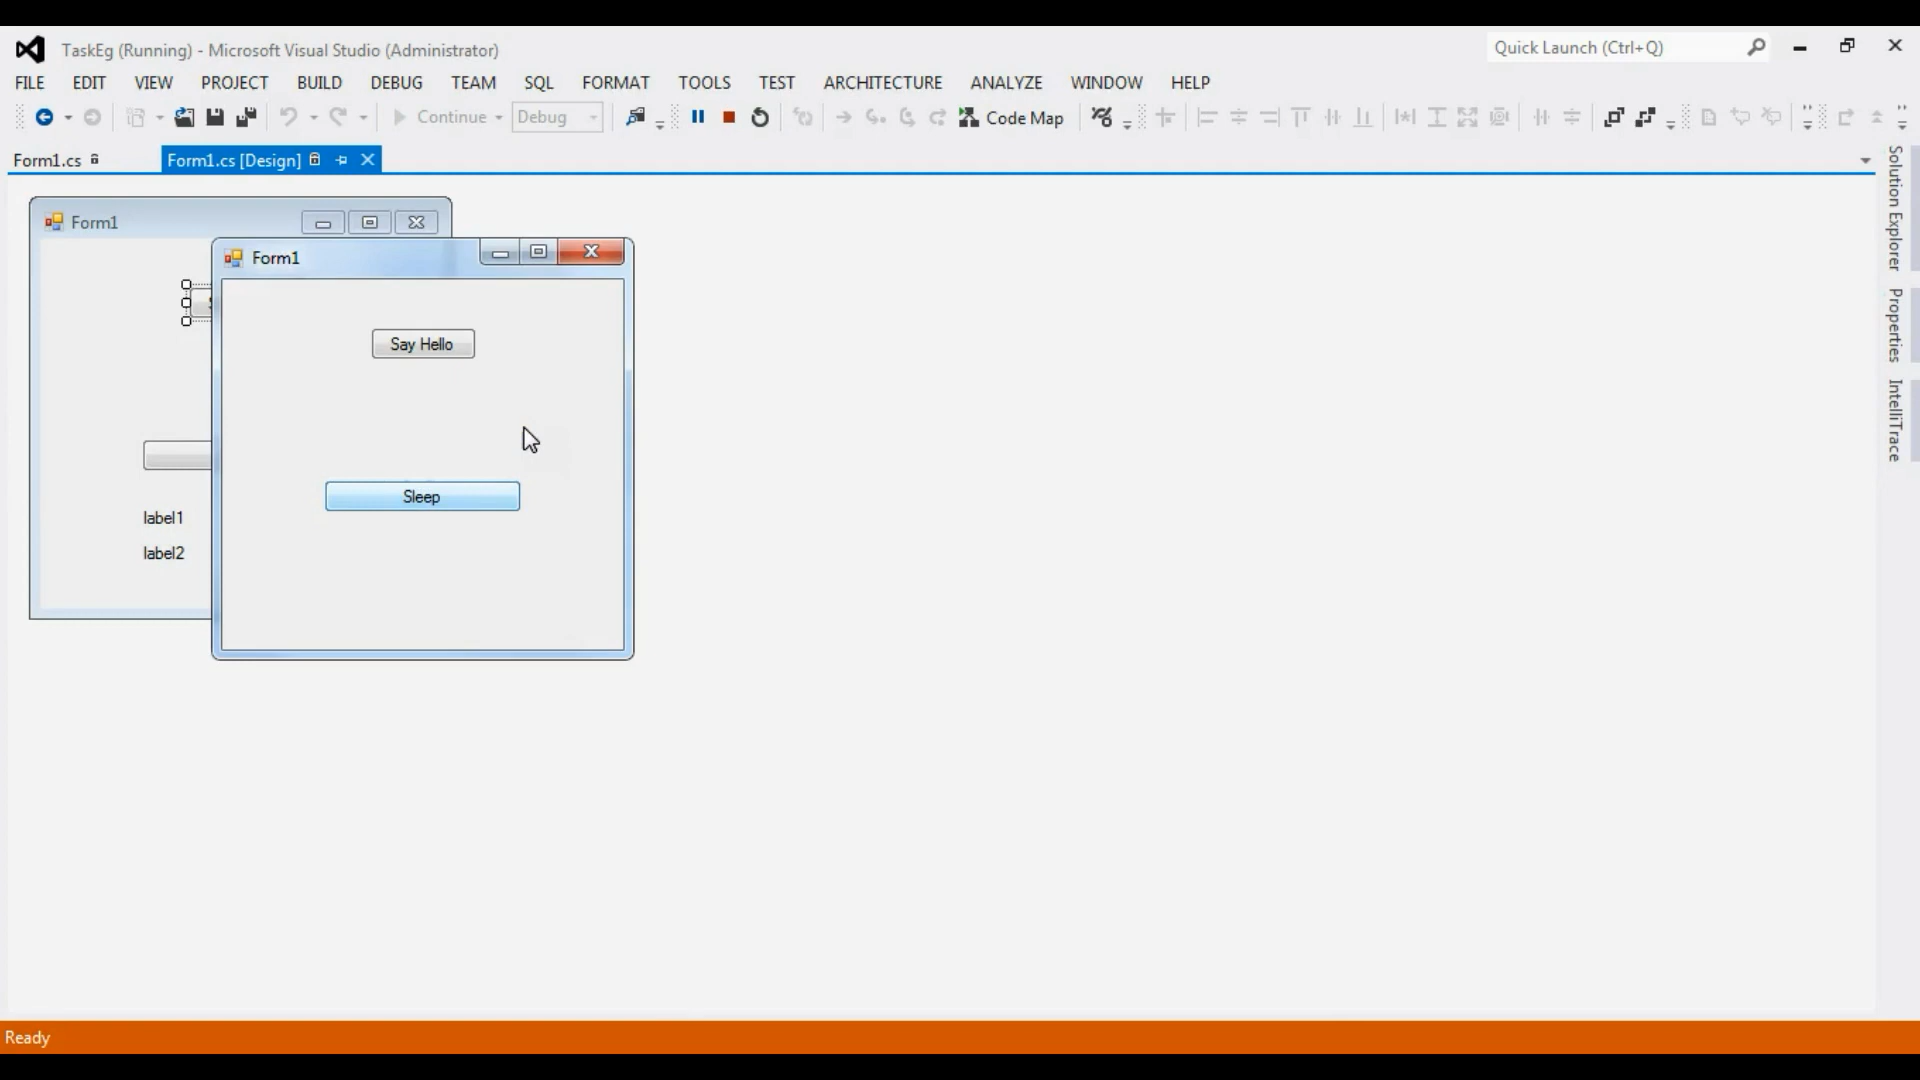 TaskEg (Running) - Microsoft Visual Studio (Administrator)
Quick Launch (Ctrl+Q)
FILE EDIT VIEW PROJECT BUILD DEBUG TEAM SQL FORMAT TOOLS TEST ARCHITECTURE ANALYZE WINDOW HELP
Continue Debug Code Map
Form1.cs Form1.cs [Design]
Form1
Form1
Say Hello
Sleep
label1
label2
Solution Explorer
Properties
IntelliTrace
Ready